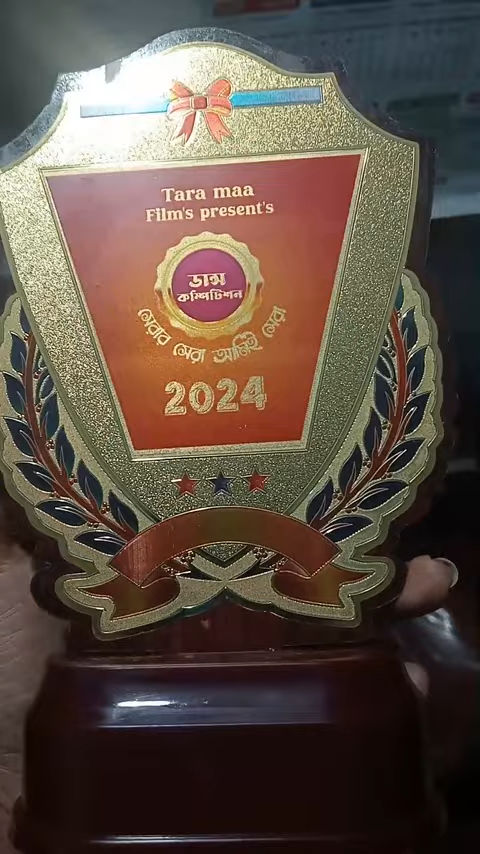 Tara maa
Film's present's
ডান্স
কম্পিটিশন
সেরার সেরা আমিই সেরা
2024